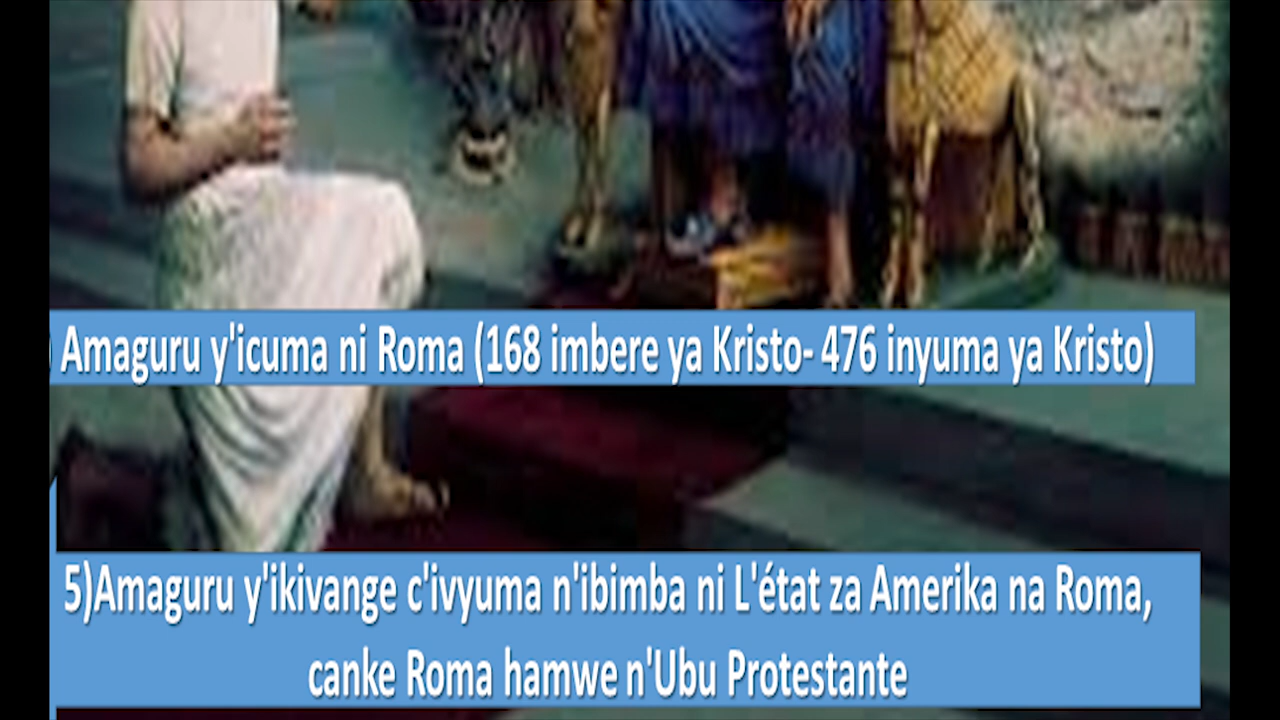 ) Amaguru y'icuma ni Roma (168 imbere ya Kristo- 476 inyuma ya Kristo)
5)Amaguru y'ikivange c'ivyuma n'ibimba ni L'état za Amerika na Roma,
canke Roma hamwe n'Ubu Protestante